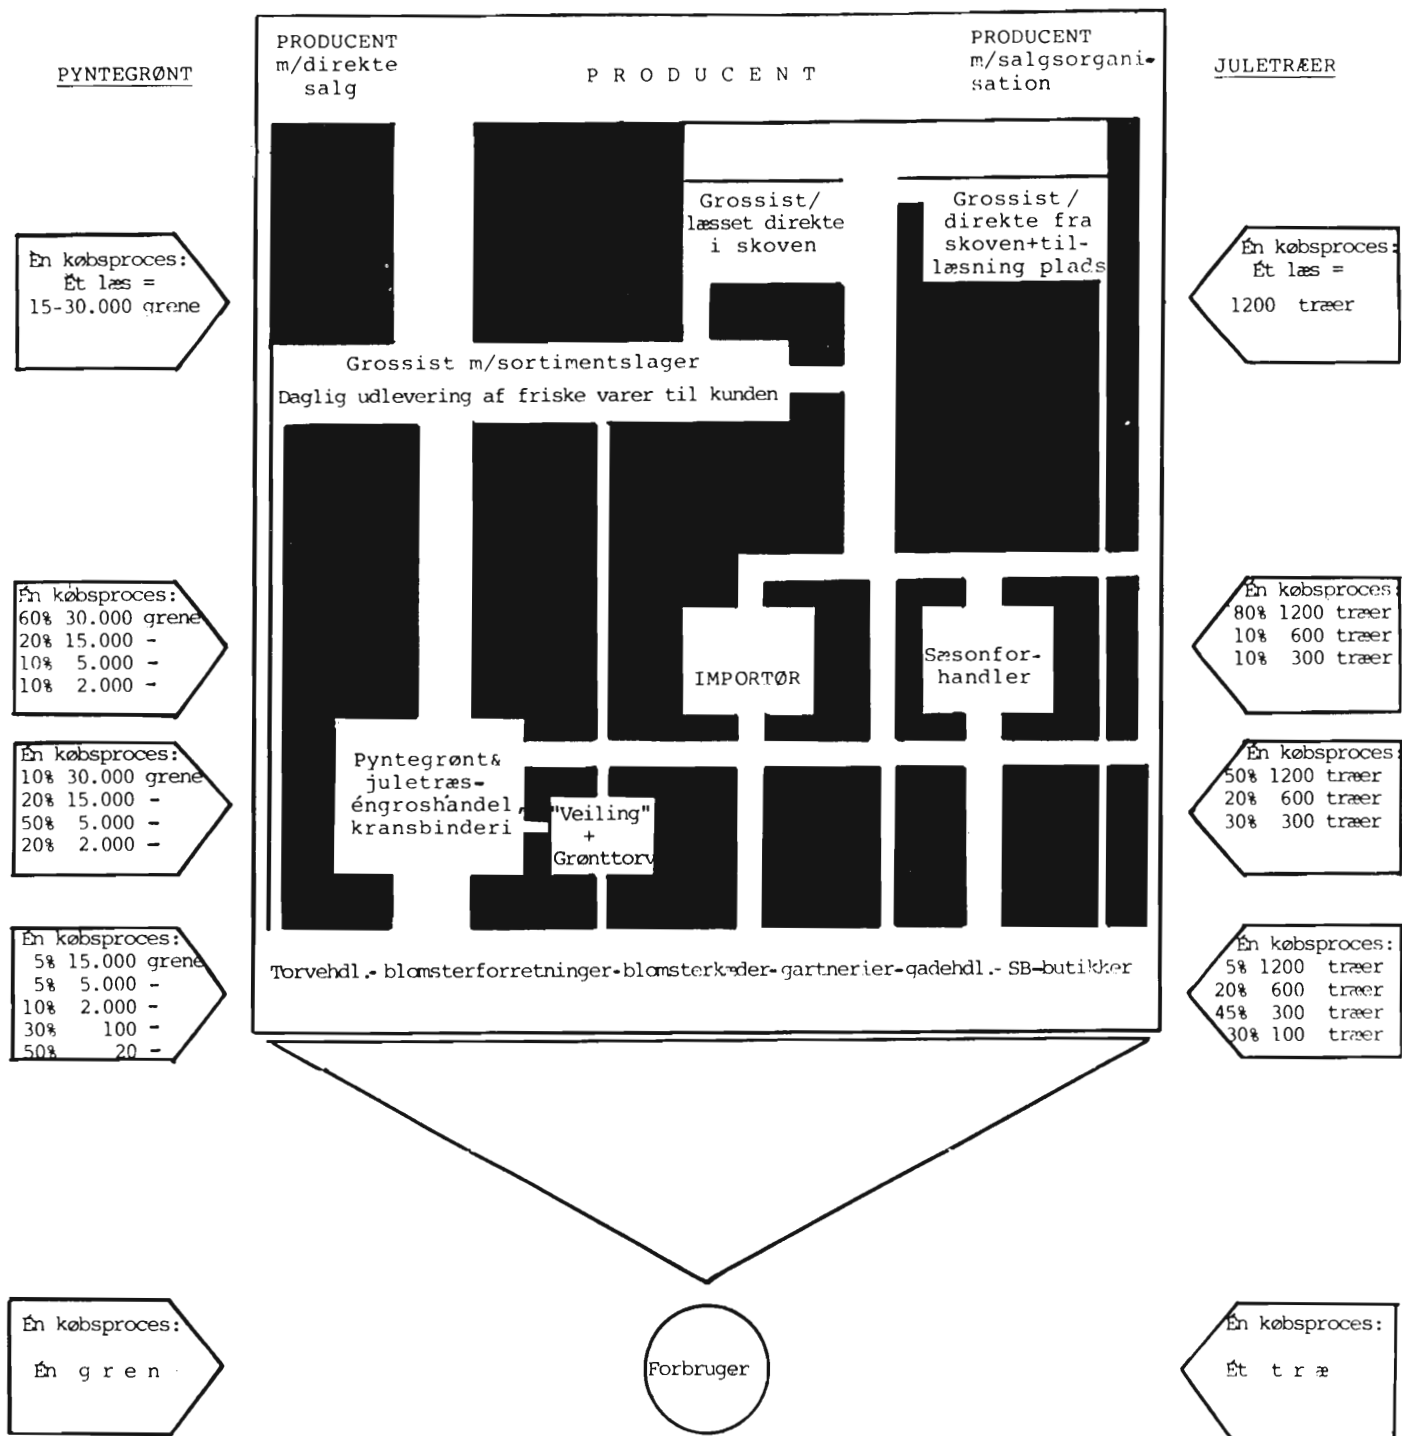 PYNTEGRØNT
PRODUCENT
m/direkte
salg
PRODUCENT
PRODUCENT
m/salgsorgani-
sation
JULETRÆER
Grossist/
læsset direkte
i skoven
Grossist/
direkte fra
skoven+til-
læsning plads
Én købsproces:
Ét læs =
15-30.000 grene
Én købsproces:
Ét læs =
1200 træer
Grossist m/sortimentslager
Daglig udlevering af friske varer til kunden
Én købsproces:
60% 30.000 grene
20% 15.000 -
10% 5.000 -
10% 2.000 -
IMPORTØR
Sæsonfor-
handler
Én købsproces
80% 1200 træer
10% 600 træer
10% 300 træer
Én købsproces:
10% 30.000 grene
20% 15.000 -
50% 5.000 -
20% 2.000 -
Pyntegrønt&
juletræs-
éngroshandel,
kransbinderi
"Veiling"
+
Grønttorv
Én købsproces:
50% 1200 træer
20% 600 træer
30% 300 træer
Én købsproces:
5% 15.000 grene
5% 5.000 -
10% 2.000 -
30% 100 -
50% 20 -
Torvehdl.- blomsterforretninger-blomsterkæder-gartnerier-gadehdl.- SB-butikker
Én købsproces:
5% 1200 træer
20% 600 træer
45% 300 træer
30% 100 træer
Én købsproces:
Én gren
Forbruger
Én købsproces:
Ét træ